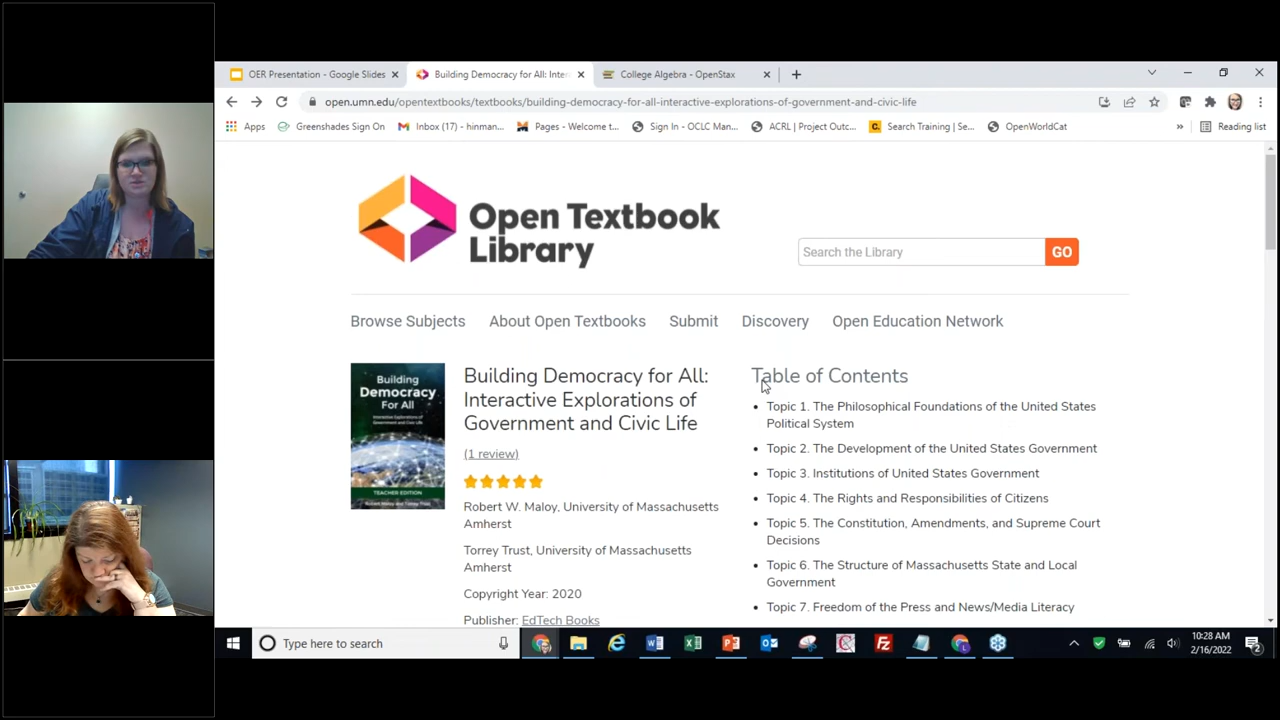 OER Presentation - Google Slides
Building Democracy for All: Inter
College Algebra - OpenStax
open.umn.edu/opentextbooks/textbooks/building-democracy-for-all-interactive-explorations-of-government-and-civic-life
Apps
Greenshades Sign On
Inbox (17) - hinman...
Pages - Welcome t...
Sign In - OCLC Man...
ACRL | Project Outc...
Search Training | Se...
OpenWorldCat
»
Reading list
Open Textbook
Library
Search the Library
GO
Browse Subjects
About Open Textbooks
Submit
Discovery
Open Education Network
Building
Democracy
For All
TEACHER EDITION
Building Democracy for All:
Interactive Explorations of
Government and Civic Life
(1 review)
Robert W. Maloy, University of Massachusetts
Amherst
Torrey Trust, University of Massachusetts
Amherst
Copyright Year: 2020
Publisher: EdTech Books
Table of Contents
• Topic 1. The Philosophical Foundations of the United States
Political System
• Topic 2. The Development of the United States Government
• Topic 3. Institutions of United States Government
• Topic 4. The Rights and Responsibilities of Citizens
• Topic 5. The Constitution, Amendments, and Supreme Court
Decisions
• Topic 6. The Structure of Massachusetts State and Local
Government
• Topic 7. Freedom of the Press and News/Media Literacy
Type here to search
10:28 AM
2/16/2022
2